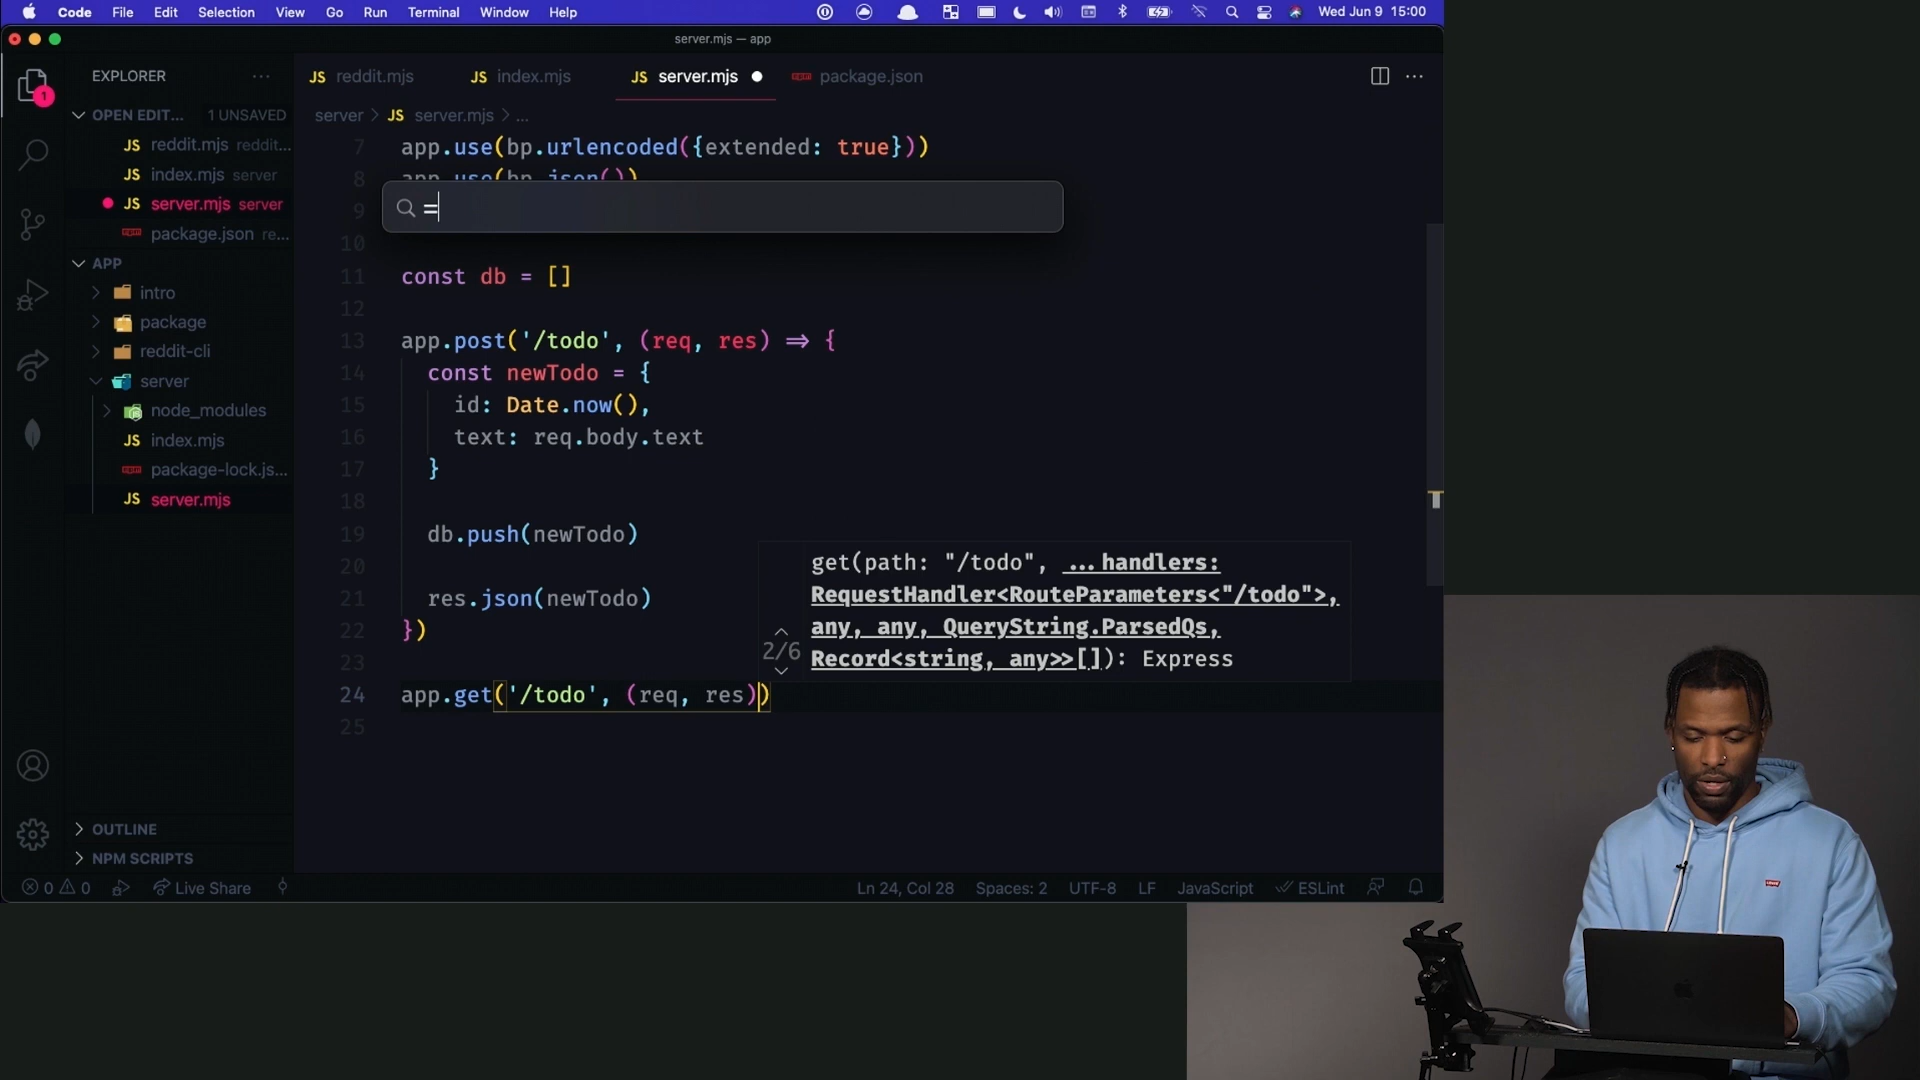 Code File Edit Selection View Go Run Terminal Window Help Wed Jun 9 15:00
server.mjs — app
EXPLORER ...
1
OPEN EDIT... 1 UNSAVED
JS reddit.mjs reddit...
JS index.mjs server
JS server.mjs server
package.json re...
APP
intro
package
reddit-cli
server
node_modules
JS index.mjs
package-lock.js...
JS server.mjs
OUTLINE
NPM SCRIPTS
JS reddit.mjs JS index.mjs JS server.mjs package.json ...
server > JS server.mjs > ...
7 app.use(bp.urlencoded({extended: true}))
8 app.use(bp.json())
=
9
10
11 const db = []
12
13 app.post('/todo', (req, res) => {
14 const newTodo = {
15 id: Date.now(),
16 text: req.body.text
17 }
18
19 db.push(newTodo)
20
21 res.json(newTodo)
22 })
23
24 app.get('/todo', (req, res))
25
get(path: "/todo", ...handlers:
RequestHandler<RouteParameters<"/todo">,
any, any, QueryString.ParsedQs,
Record<string, any>>[]): Express
2/6
0 0 Live Share Ln 24, Col 28 Spaces: 2 UTF-8 LF JavaScript ESLint